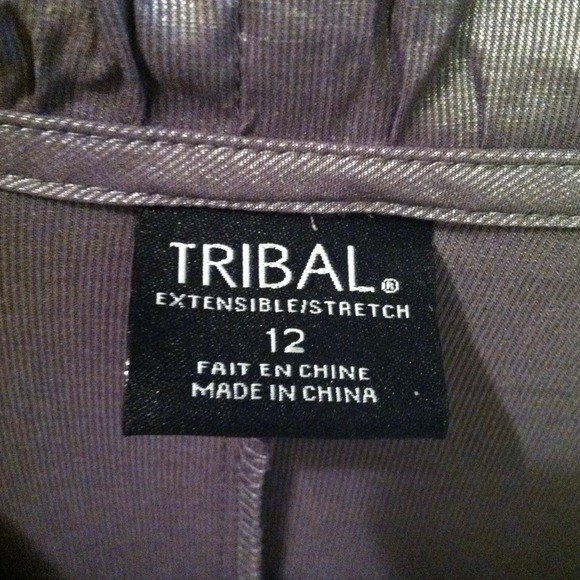 TRIBAL®
EXTENSIBLE/STRETCH
12
FAIT EN CHINE
MADE IN CHINA